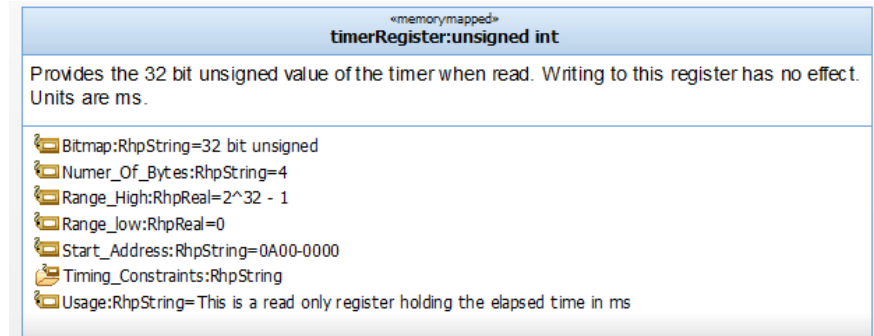 «memorymapped»
timerRegister:unsigned int
Provides the 32 bit unsigned value of the timer when read. Writing to this register has no effect.
Units are ms.
Bitmap:RhpString=32 bit unsigned
Numer_Of_Bytes:RhpString=4
Range_High:RhpReal=2^32 - 1
Range_low:RhpReal=0
Start_Address:RhpString=0A00-0000
Timing_Constraints:RhpString
Usage:RhpString=This is a read only register holding the elapsed time in ms